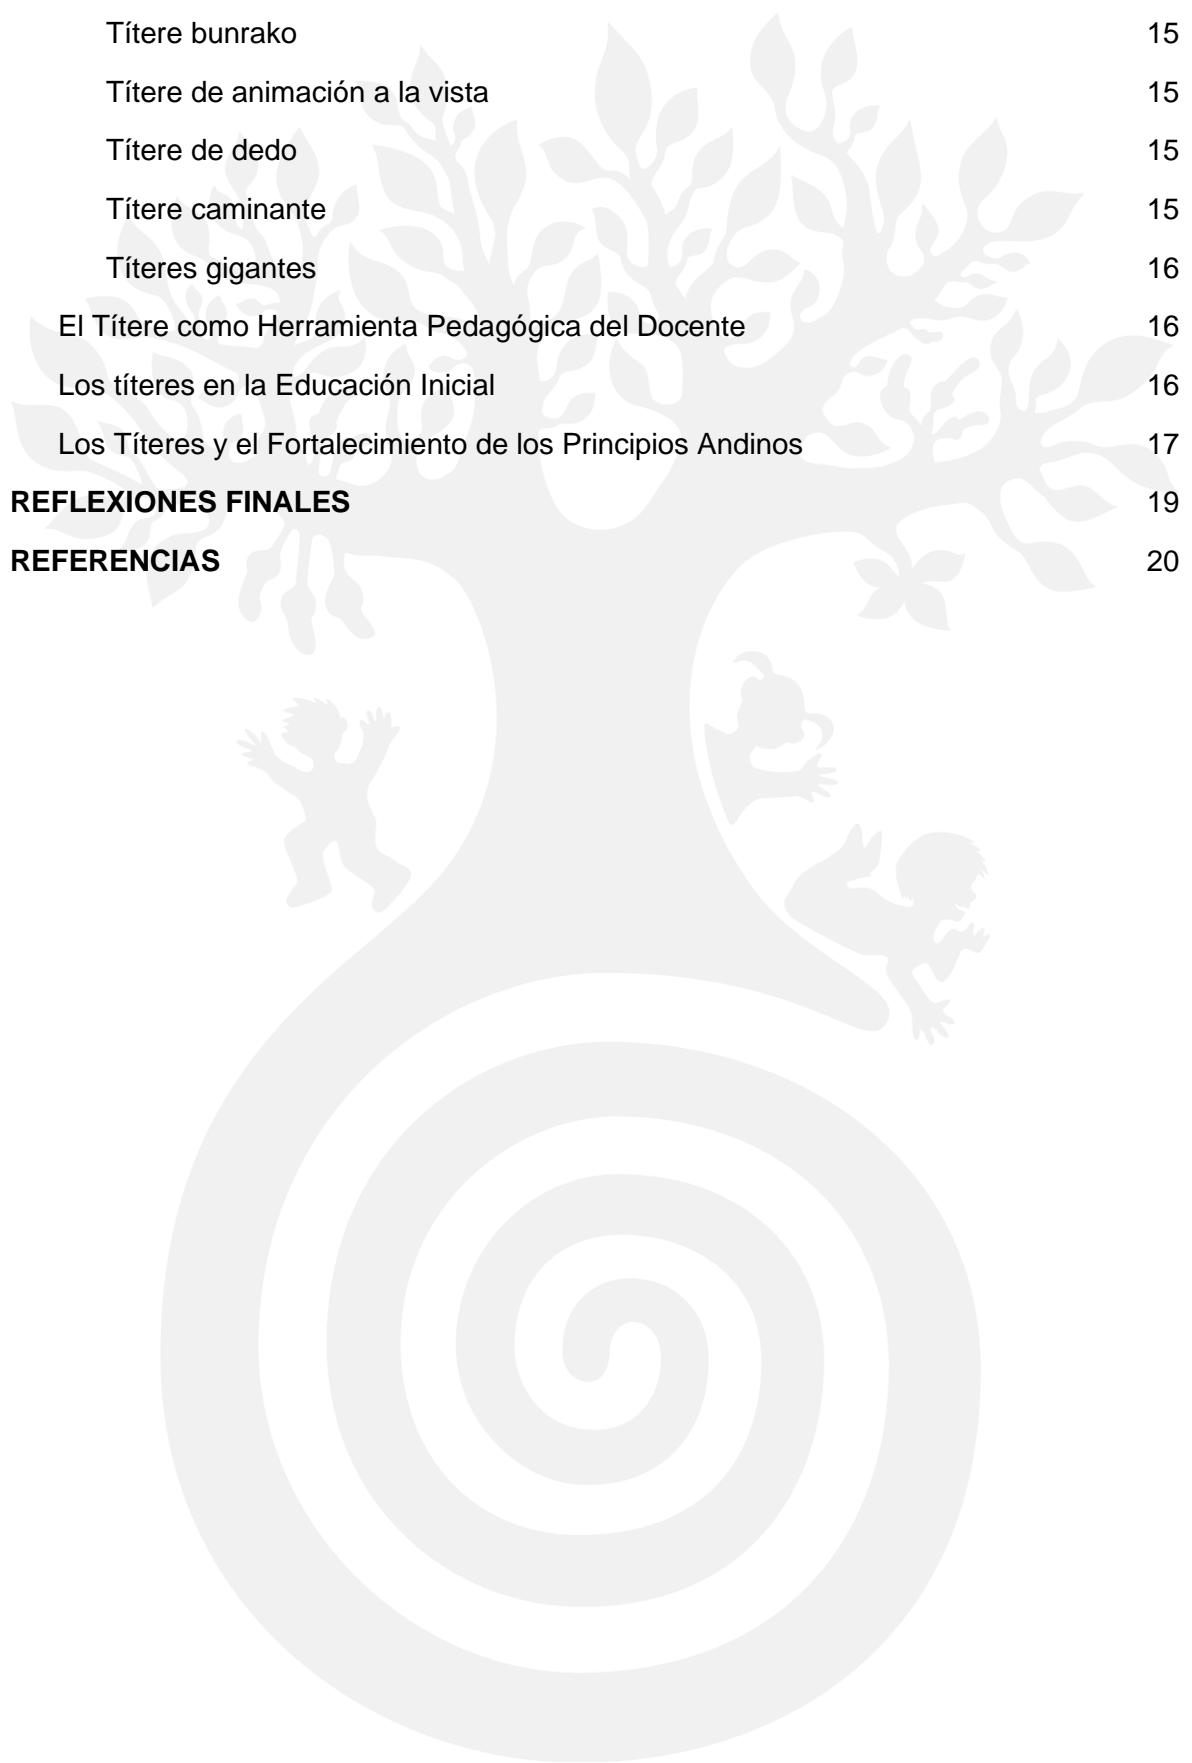 Títere bunrako 15
Títere de animación a la vista 15
Títere de dedo 15
Títere caminante 15
Títeres gigantes 16
El Títere como Herramienta Pedagógica del Docente 16
Los títeres en la Educación Inicial 16
Los Títeres y el Fortalecimiento de los Principios Andinos 17
REFLEXIONES FINALES 19
REFERENCIAS 20